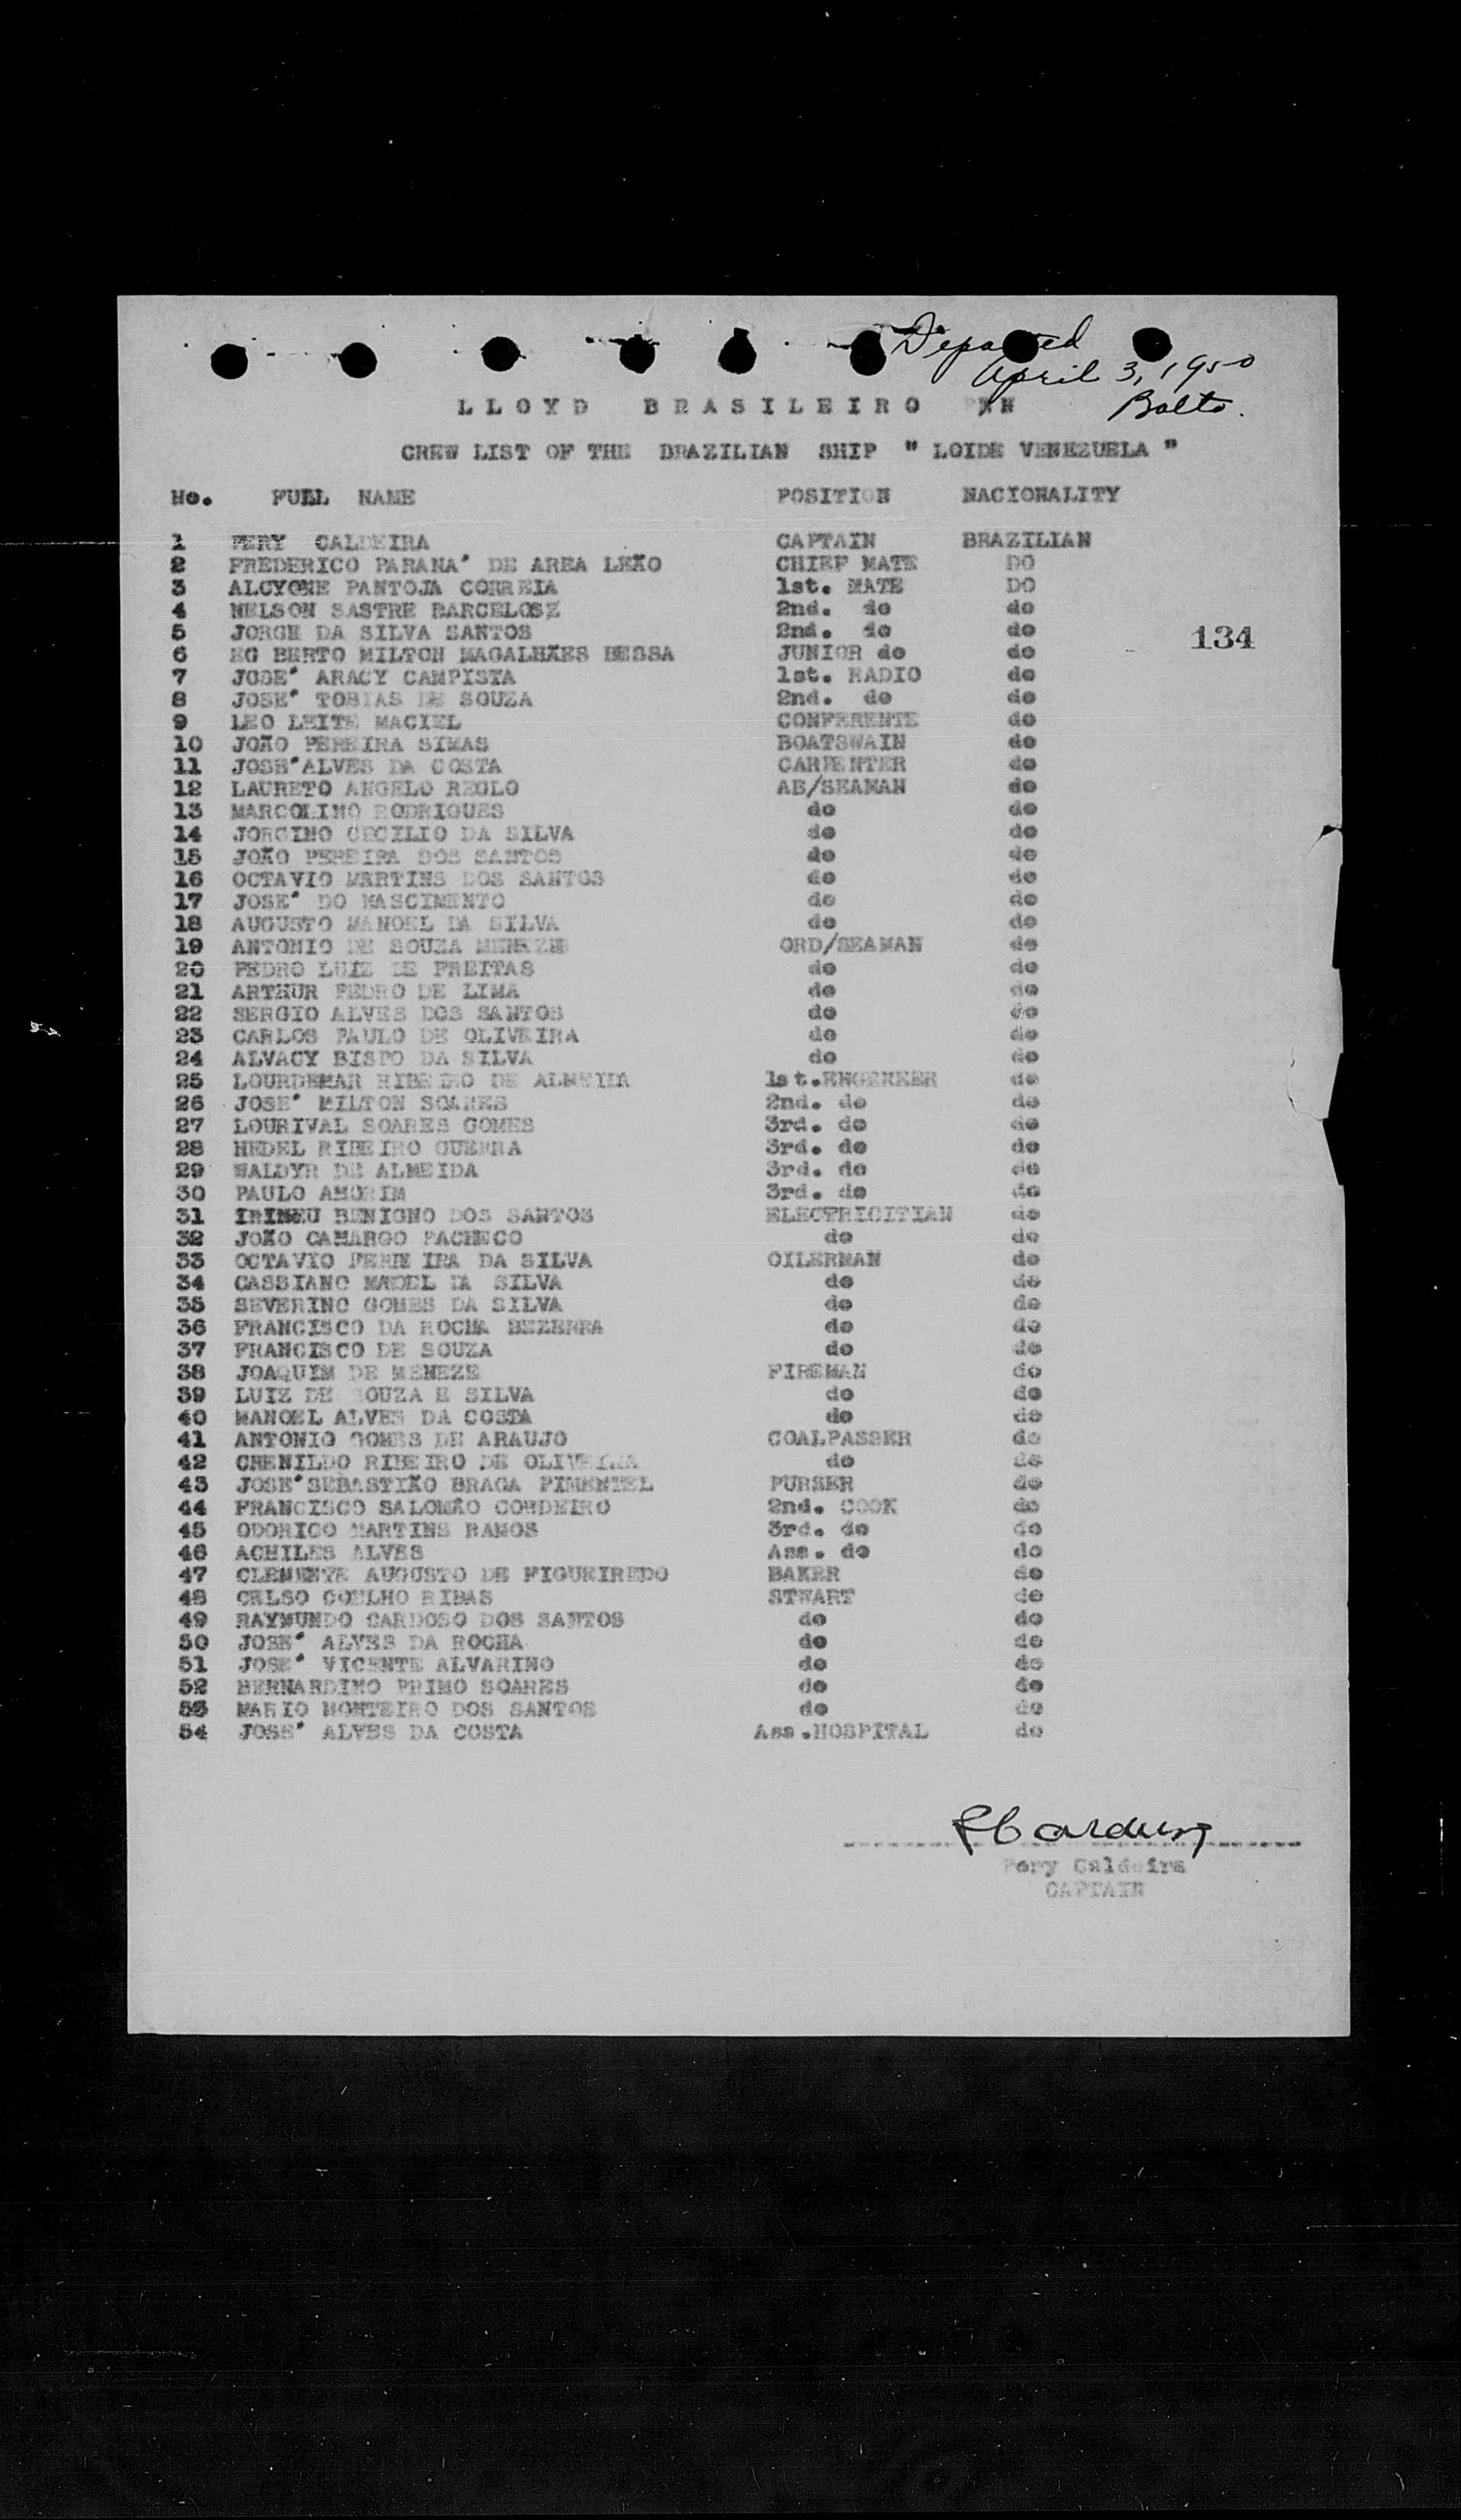 Departed
April 3, 1950
Balto.
LLOYD BRASILEIRO
CREW LIST OF THE BRAZILIAN SHIP " LOIDE VENEZUELA "
No. FULL NAME POSITION NACIONALITY
1 PERY CALDEIRA CAPTAIN BRAZILIAN
2 FREDERICO PARANA' DE AREA LEÃO CHIEF MATE DO
3 ALCYONE PANTOJA CORREIA 1st. MATE DO
4 NELSON SASTRE BARCELOSZ 2nd. do do
5 JORGE DA SILVA SANTOS 2nd. do do
134
6 EG BERTO MILTON MAGALHÃES BESSA JUNIOR do do
7 JOSE' ARACY CAMPISTA 1st. RADIO do
8 JOSE' TOBIAS DE SOUZA 2nd. do do
9 LEO LEITE MACIEL CONFERENTE do
10 JOÃO PEREIRA SIMAS BOATSWAIN do
11 JOSE'ALVES DA COSTA CARPENTER do
12 LAURETO ANGELO REGLO AB/SEAMAN do
13 MARCOLINO RODRIGUES do do
14 JORGINO CECILIO DA SILVA do do
15 JOÃO PEREIRA DOS SANTOS do do
16 OCTAVIO MARTINS DOS SANTOS do do
17 JOSE' DO NASCIMENTO do do
18 AUGUSTO MANOEL DA SILVA do do
19 ANTONIO DE SOUZA ORD/SEAMAN do
20 PEDRO LUIZ DE FREITAS do do
21 ARTHUR PEDRO DE LIMA do do
22 SERGIO ALVES DOS SANTOS do do
23 CARLOS PAULO DE OLIVEIRA do do
24 ALVACY BISPO DA SILVA do do
25 LOURDEMAR RIBEIRO DE ALMEIDA 1st.ENGENEER do
26 JOSE' MILTON SOARES 2nd. do do
27 LOURIVAL SOARES GOMES 3rd. do do
28 HEDEL RIBEIRO GUERRA 3rd. do do
29 WALDYR DE ALMEIDA 3rd. do do
30 PAULO AMORIM 3rd. do do
31 IRINEU BENIGNO DOS SANTOS ELECTRICITIAN do
32 JOÃO CAMARGO PACHECO do do
33 OCTAVIO FERREIRA DA SILVA OILERMAN do
34 CASSIANO MANOEL DA SILVA do do
35 SEVERINO GOMES DA SILVA do do
36 FRANCISCO DA ROCHA BEZERRA do do
37 FRANCISCO DE SOUZA do do
38 JOAQUIM DE MENEZE FIREMAN do
39 LUIZ DE SOUZA E SILVA do do
40 MANOEL ALVES DA COSTA do do
41 ANTONIO GOMES DE ARAUJO COALPASSER do
42 CRENILDO RIBEIRO DE OLIVEIRA do do
43 JOSE'SEBASTIÃO BRAGA PIMENTEL PURSER do
44 FRANCISCO SALOMÃO CORDEIRO 2nd. COOK do
45 ODORICO MARTINS RAMOS 3rd. do do
46 ACHILES ALVES Ass. do do
47 CLEMENTE AUGUSTO DE FIGUEIREDO BAKER do
48 CELSO COELHO RIBAS STWART do
49 RAYMUNDO CARDOSO DOS SANTOS do do
50 JOSE' ALVES DA ROCHA do do
51 JOSE' VICENTE ALVARINO do do
52 BERNARDINO PRIMO SOARES do do
53 MARIO MONTEIRO DOS SANTOS do do
54 JOSE' ALVES DA COSTA Ass.HOSPITAL do
Pery Caldeira
CAPTAIN